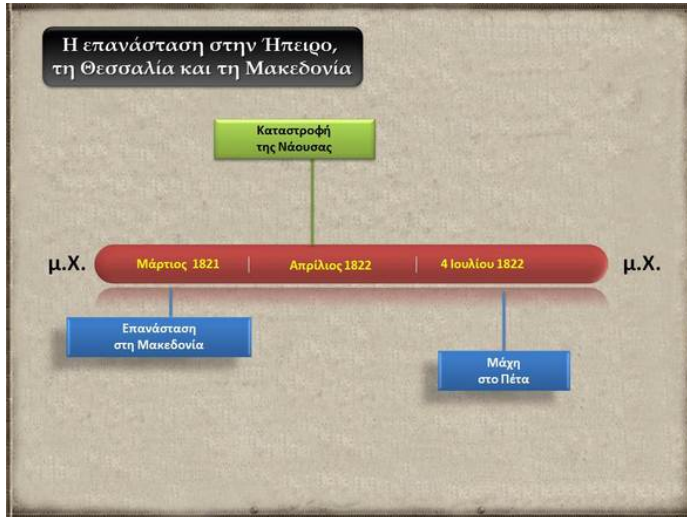 Η επανάσταση στην Ήπειρο,
τη Θεσσαλία και τη Μακεδονία
Καταστροφή
της Νάουσας
μ.Χ.
Μάρτιος 1821
Απρίλιος 1822
4 Ιουλίου 1822
μ.Χ.
Επανάσταση
στη Μακεδονία
Μάχη
στο Πέτα